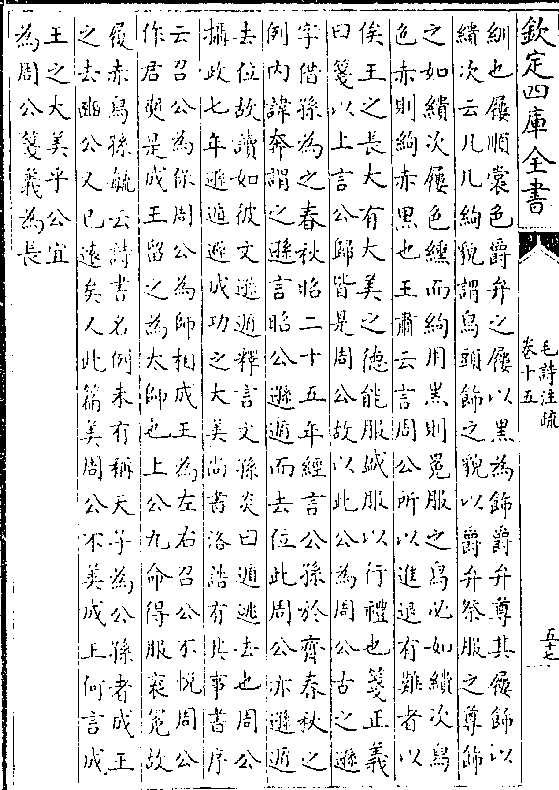 欽定四庫全書
毛詩注疏
卷十五
五十七
紃也屨順裳色爵弁之屨以黑為飾爵弁尊其屨飾以
繢次云几几絇貌謂舄頭飾之貌以爵弁祭服之尊飾
之如繢次屨色纁而絇用黑則冕服之舄必如繢次舄
色赤則絇赤黑也王肅云言周公所以進退有難者以
俟王之長大有大美之德能服盛服以行禮也箋正義
曰箋以上言公歸皆是周公故以此公為周公古之遜
字借孫為之春秋昭二十五年經言公孫於齊春秋之
例内諱奔謂之遜言昭公遜遁而去位此周公亦遜遁
去位故讀如彼文遜遁釋言文孫炎曰遁逃去也周公
攝政七年遜遁避成功之大美尚書洛誥有其事書序
云召公為保周公為師相成王為左右召公不悦周公
作君奭是成王留之為大師也上公九命得服衮冕故
履赤舄孫毓云詩書名例未有稱天子為公孫者成王
之去豳公又已遠矣又此篇美周公不美成王何言成
王之大美乎公宜
為周公箋義為長